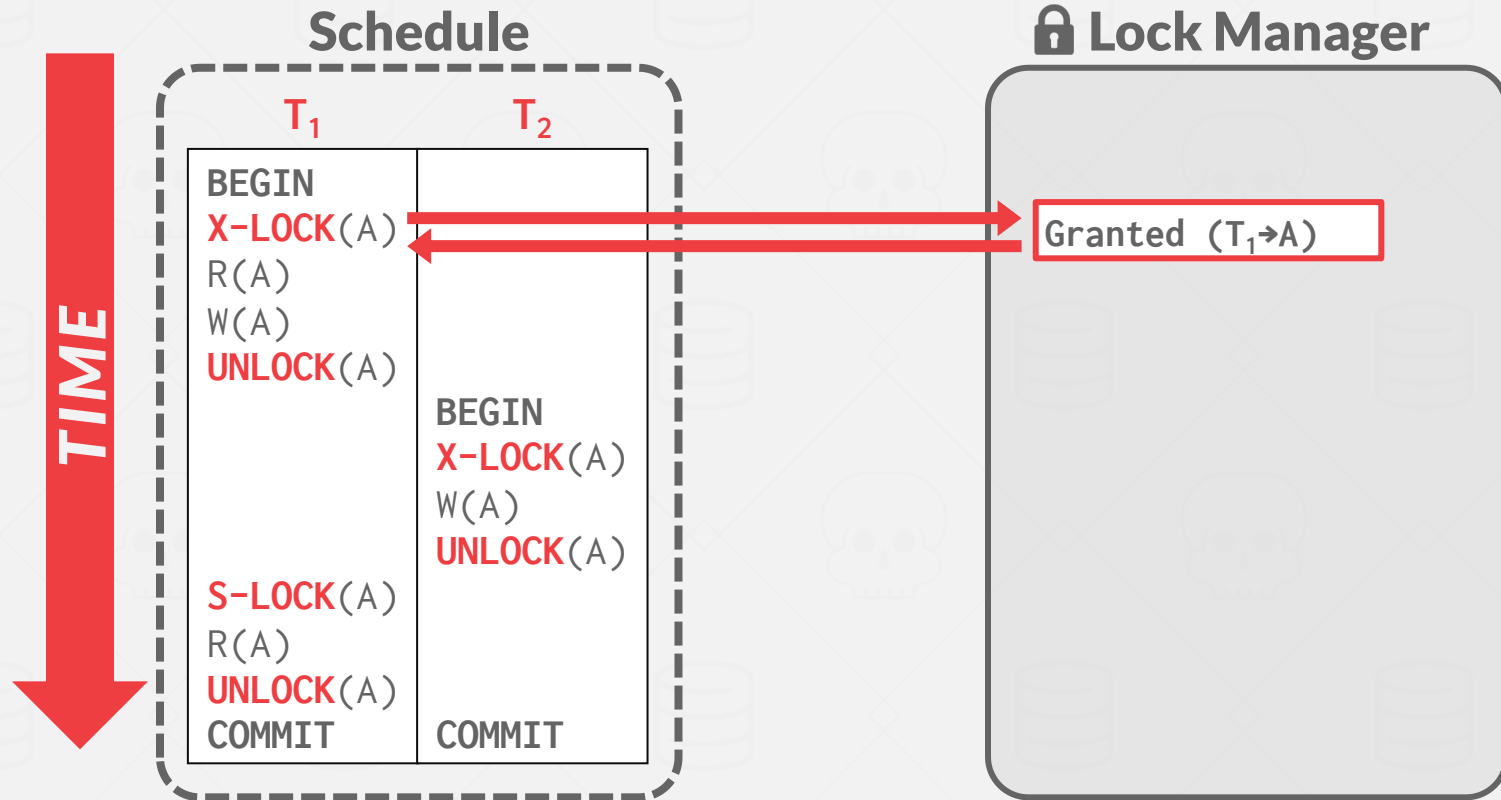 Schedule
Lock Manager
TIME
T₁ T₂
BEGIN
X-LOCK(A)
Granted (T₁→A)
R(A)
W(A)
UNLOCK(A)
BEGIN
X-LOCK(A)
W(A)
UNLOCK(A)
S-LOCK(A)
R(A)
UNLOCK(A)
COMMIT COMMIT